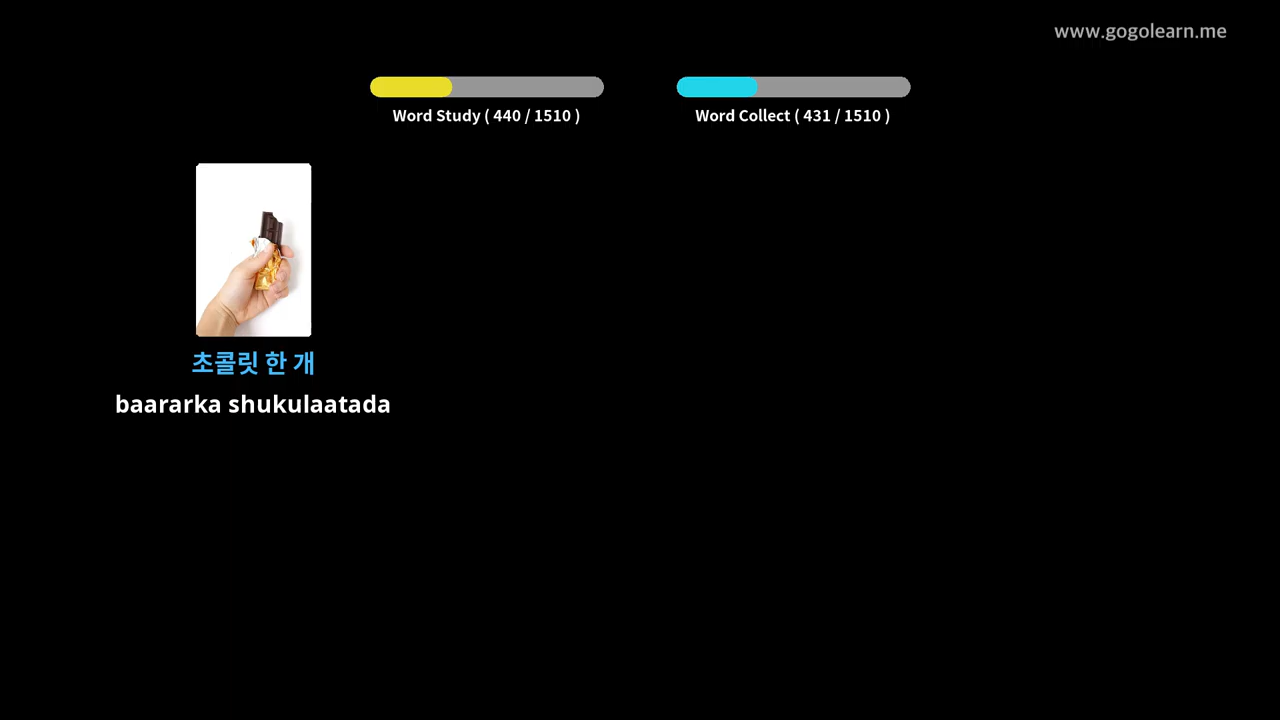 www.gogolearn.me
Word Study ( 440 / 1510 )
Word Collect ( 431 / 1510 )
초콜릿 한 개
baararka shukulaatada